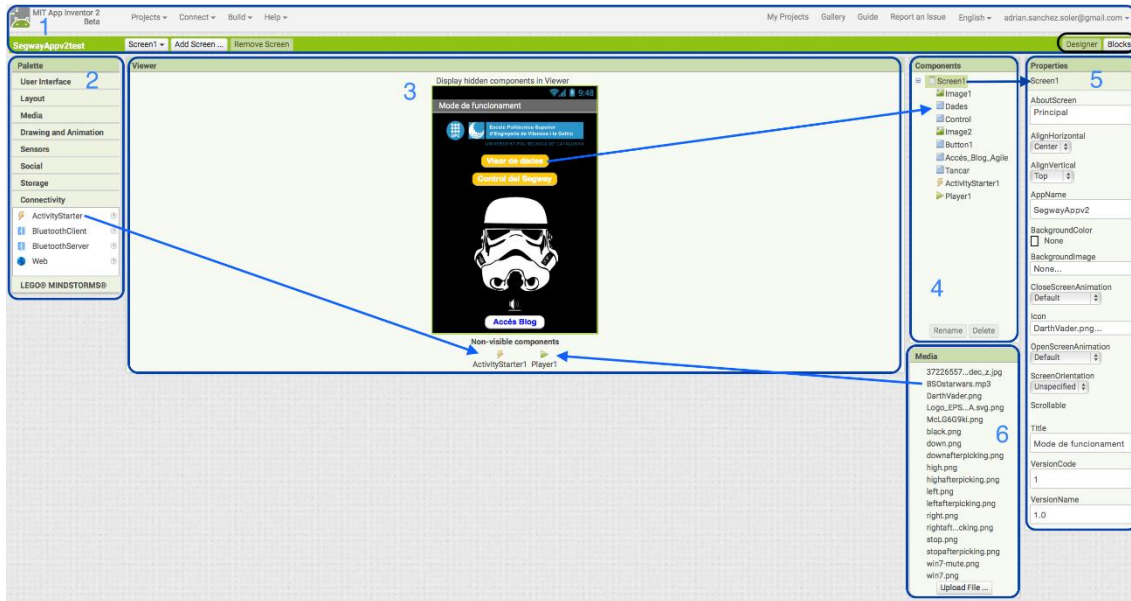 MIT App Inventor 2
Beta
Projects Connect Build Help
My Projects Gallery Guide Report an Issue English adrian.sanchez.soler@gmail.com
1
SegwayAppv2test
Screen1 Add Screen ... Remove Screen
Designer Blocks
Palette
2
User Interface
Layout
Media
Drawing and Animation
Sensors
Social
Storage
Connectivity
ActivityStarter
BluetoothClient
BluetoothServer
Web
LEGO® MINDSTORMS®
Viewer
3
Display hidden components in Viewer
9:48
Mode de funcionament
Escola Politècnica Superior
d'Enginyeria de Vilanova i la Geltrú
UNIVERSITAT POLITÈCNICA DE CATALUNYA
Visor de dades
Control del Segway
Accés Blog
Non-visible components
ActivityStarter1 Player1
Components
Screen1
Image1
Dades
Control
Image2
Button1
Accés_Blog_Agile
Tancar
ActivityStarter1
Player1
4
Rename Delete
Media
37226557...dec_z.jpg
BSOstarwars.mp3
DarthVader.png
Logo_EPS...A.svg.png
McLG6G9ki.png
black.png
down.png
downafterpicking.png
high.png
highafterpicking.png
left.png
leftafterpicking.png
right.png
rightaft...cking.png
stop.png
stopafterpicking.png
win7-mute.png
win7.png
Upload File ...
6
Properties
5
Screen1
AboutScreen
Principal
AlignHorizontal
Center
AlignVertical
Top
AppName
SegwayAppv2
BackgroundColor
None
BackgroundImage
None...
CloseScreenAnimation
Default
Icon
DarthVader.png...
OpenScreenAnimation
Default
ScreenOrientation
Unspecified
Scrollable
Title
Mode de funcionament
VersionCode
1
VersionName
1.0